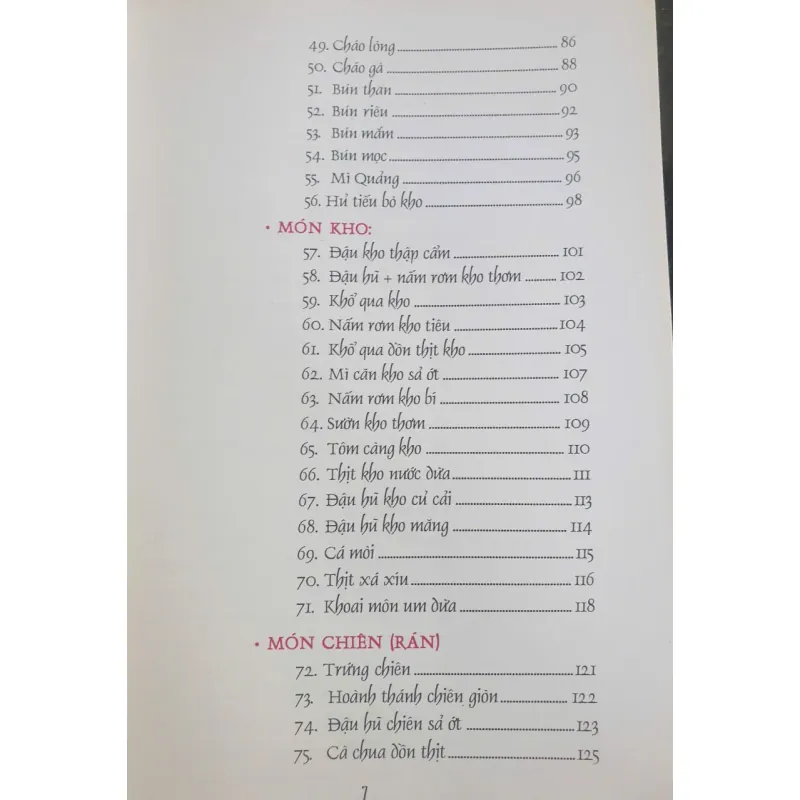 49. Cháo lòng 86
50. Cháo gà 88
51. Bún than 90
52. Bún riêu 92
53. Bún mắm 93
54. Bún mọc 95
55. Mì Quảng 96
56. Hủ tiếu bò kho 98
• MÓN KHO:
57. Đậu kho thập cẩm 101
58. Đậu hũ + nấm rơm kho thơm 102
59. Khổ qua kho 103
60. Nấm rơm kho tiêu 104
61. Khổ qua dồn thịt kho 105
62. Mì căn kho sả ớt 107
63. Nấm rơm kho bì 108
64. Sườn kho thơm 109
65. Tôm càng kho 110
66. Thịt kho nước dừa 111
67. Đậu hũ kho củ cải 113
68. Đậu hũ kho măng 114
69. Cá mòi 115
70. Thịt xá xíu 116
71. Khoai môn um dừa 118
• MÓN CHIÊN (RÁN)
72. Trứng chiên 121
73. Hoành thánh chiên giòn 122
74. Đậu hũ chiên sả ớt 123
75. Cà chua dồn thịt 125
7